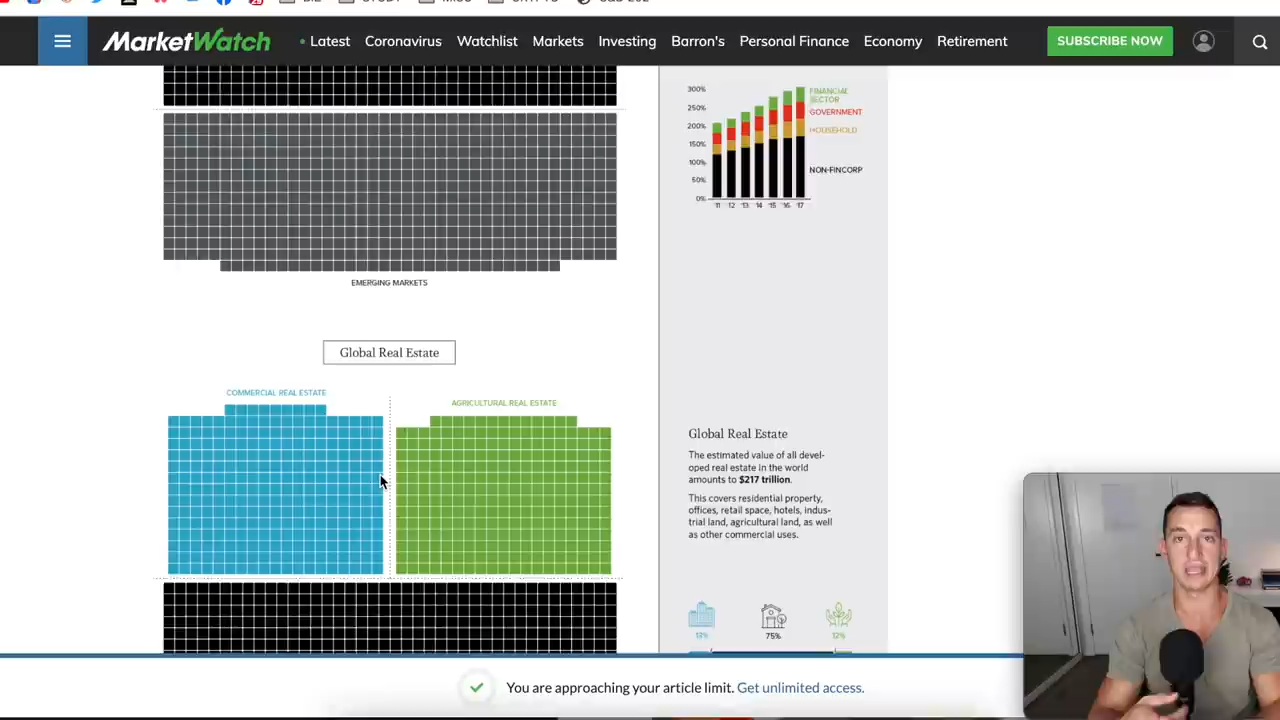 MarketWatch
• Latest Coronavirus Watchlist Markets Investing Barron's Personal Finance Economy Retirement
SUBSCRIBE NOW
300%
250%
200%
150%
100%
50%
0%
'11 '12 '13 '14 '15 '16 '17
FINANCIAL
SECTOR
GOVERNMENT
HOUSEHOLD
NON-FINCORP
EMERGING MARKETS
Global Real Estate
COMMERCIAL REAL ESTATE
AGRICULTURAL REAL ESTATE
Global Real Estate
The estimated value of all devel-
oped real estate in the world
amounts to $217 trillion.
This covers residential property,
offices, retail space, hotels, indus-
trial land, agricultural land, as well
as other commercial uses.
13%
75%
12%
You are approaching your article limit. Get unlimited access.